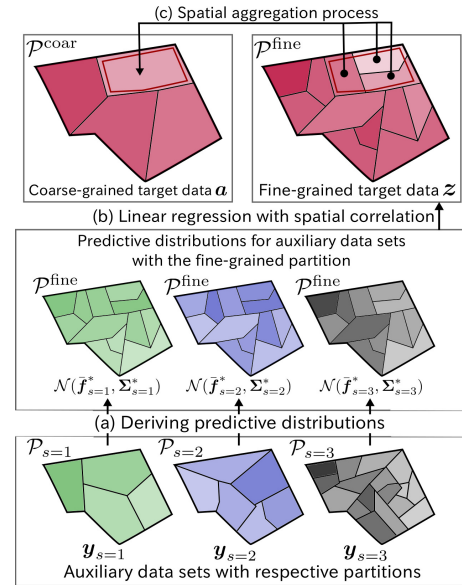 (c) Spatial aggregation process
𝒫^coar
𝒫^fine
Coarse-grained target data a
Fine-grained target data z
(b) Linear regression with spatial correlation
Predictive distributions for auxiliary data sets
with the fine-grained partition
𝒫^fine 𝒫^fine 𝒫^fine
𝒩(f̄*_{s=1}, Σ*_{s=1}) 𝒩(f̄*_{s=2}, Σ*_{s=2}) 𝒩(f̄*_{s=3}, Σ*_{s=3})
(a) Deriving predictive distributions
𝒫_{s=1} 𝒫_{s=2} 𝒫_{s=3}
y_{s=1} y_{s=2} y_{s=3}
Auxiliary data sets with respective partitions